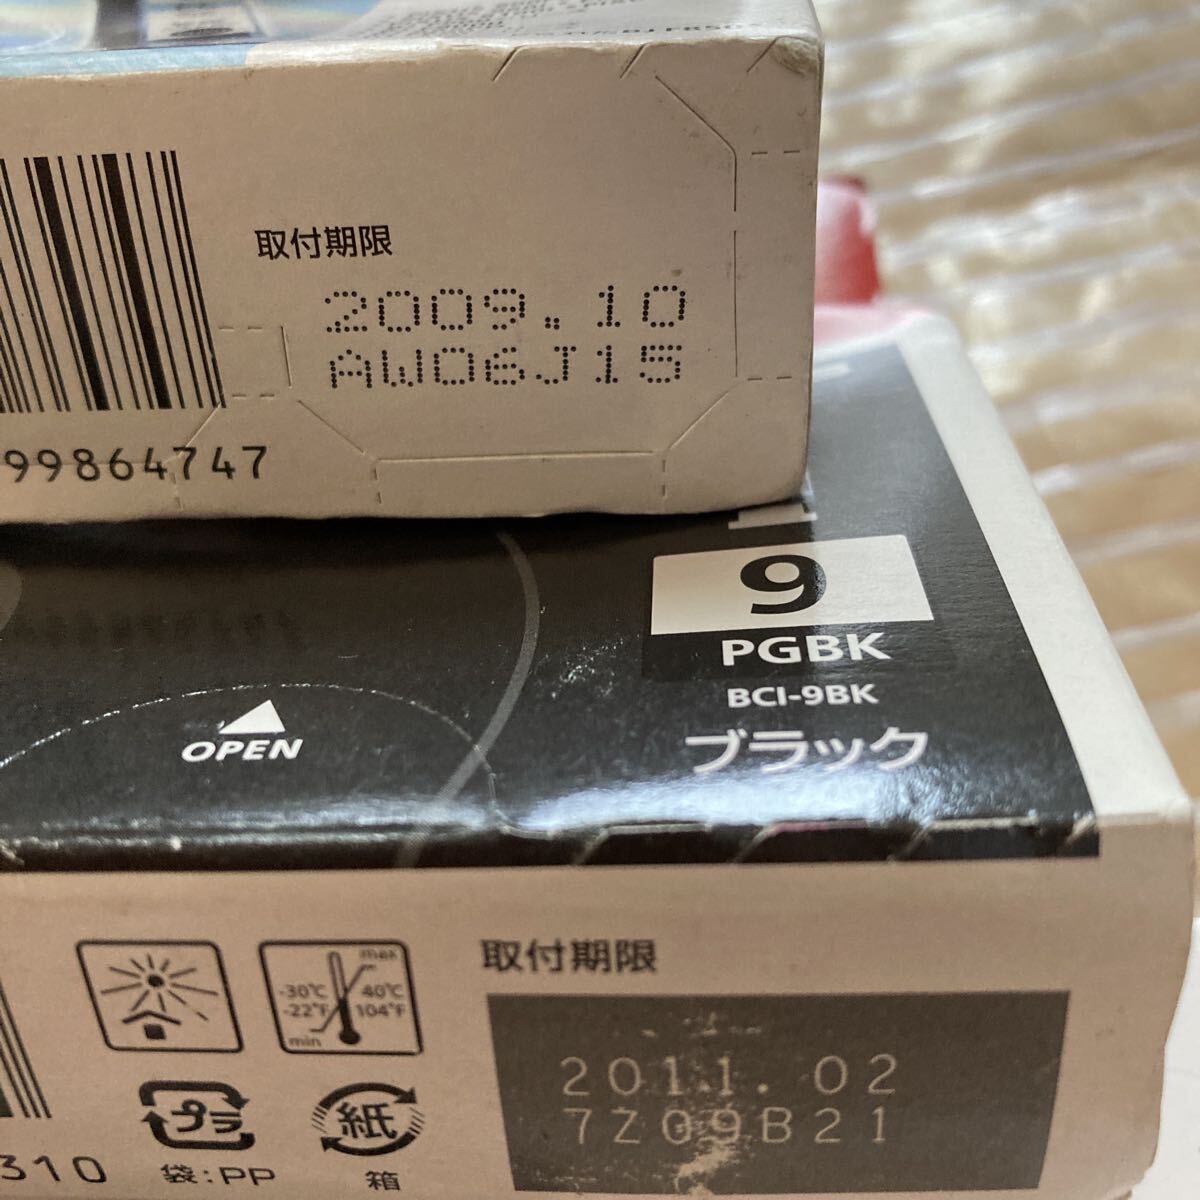 取付期限
2009.10
AW06J15
99864747
9
PGBK
BCI-9BK
ブラック
OPEN
取付期限
max
-30℃
40℃
-22°F
104°F
min
2011.02
7Z09B21
プラ
紙
310
袋:PP
箱